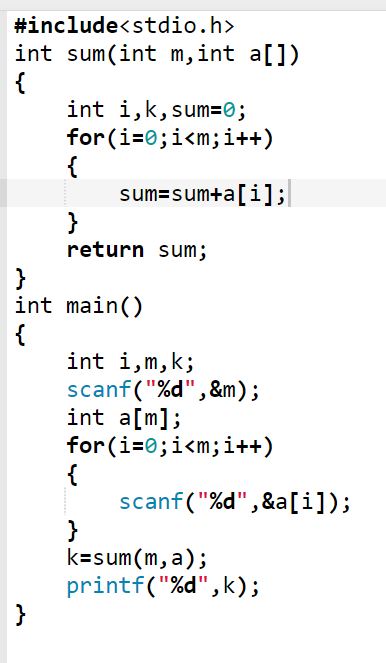 #include<stdio.h>
int sum(int m,int a[])
{
    int i,k,sum=0;
    for(i=0;i<m;i++)
    {
        sum=sum+a[i];
    }
    return sum;
}
int main()
{
    int i,m,k;
    scanf("%d",&m);
    int a[m];
    for(i=0;i<m;i++)
    {
        scanf("%d",&a[i]);
    }
    k=sum(m,a);
    printf("%d",k);
}